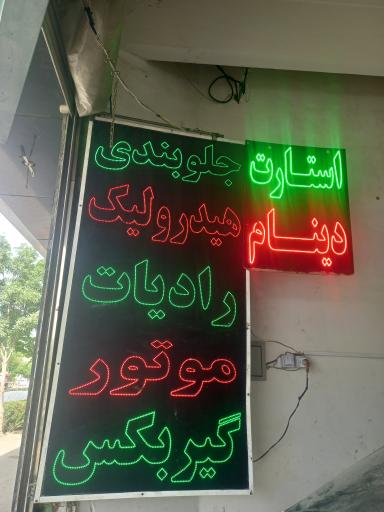 جلوبندی
هیدرولیک
رادیات
موتور
گیربکس
استارت
دینام